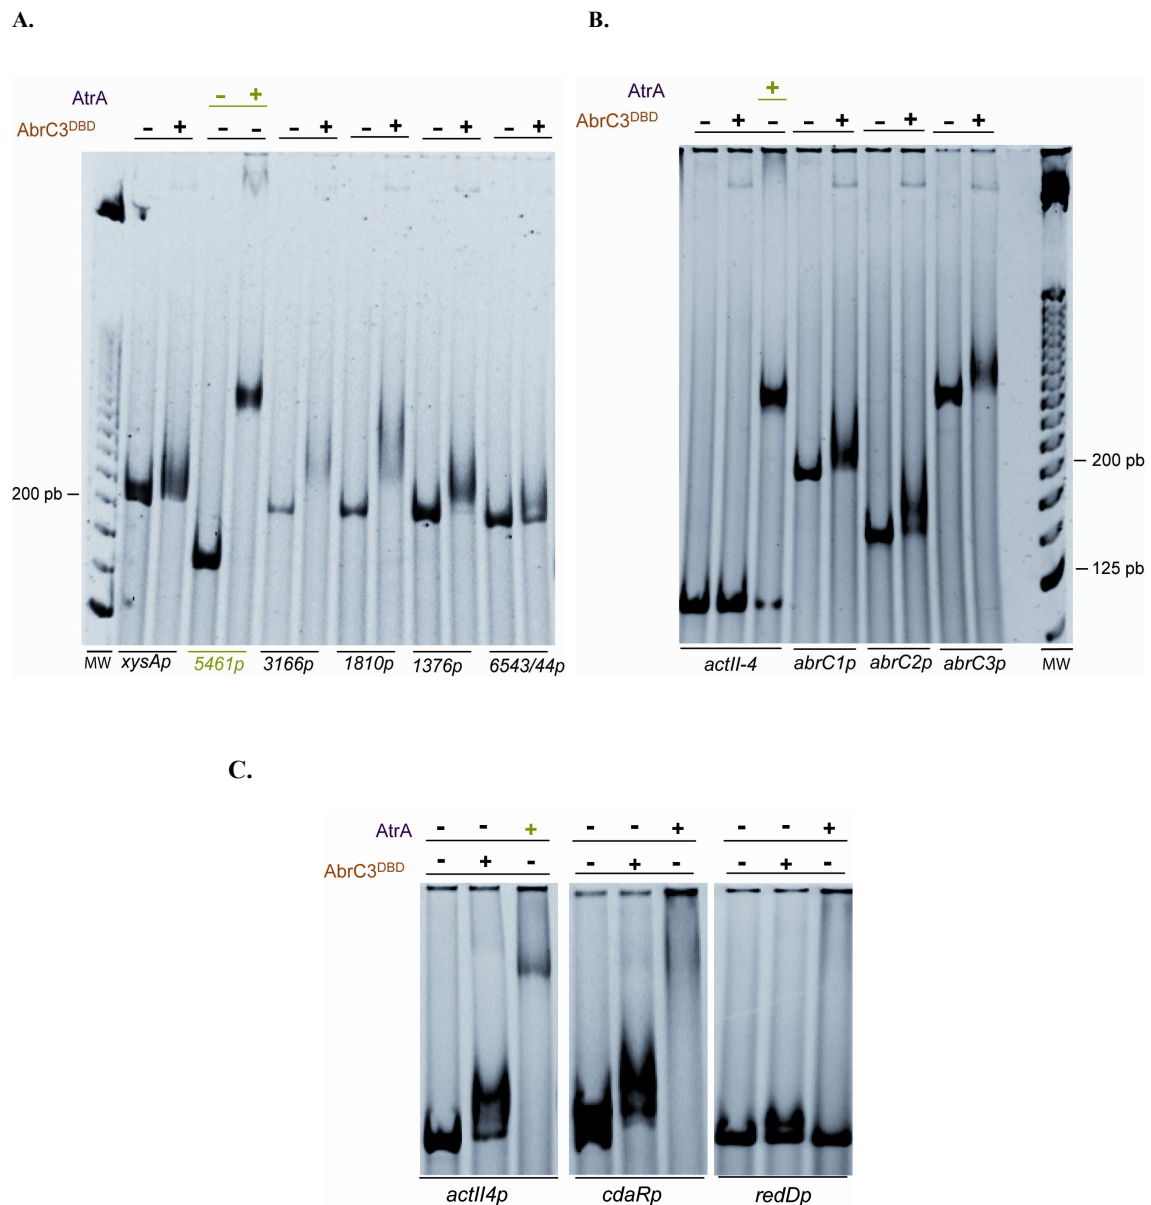 A.
AtrA - +
AbrC3DBD - + - - - + - + - + - +
200 pb
MW xysAp 5461p 3166p 1810p 1376p 6543/44p
B.
AtrA +
AbrC3DBD - + - - + - + - +
200 pb
125 pb
actII-4 abrC1p abrC2p abrC3p MW
C.
AtrA - - + - - + - - +
AbrC3DBD - + - - + - - + -
actII4p cdaRp redDp